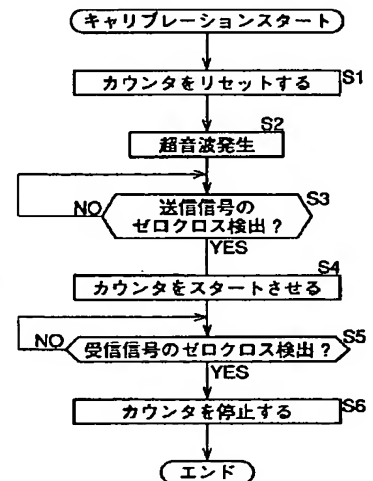 キャリブレーションスタート
S1
カウンタをリセットする
S2
超音波発生
S3
送信信号の
ゼロクロス検出？
NO
YES
S4
カウンタをスタートさせる
S5
受信信号のゼロクロス検出？
NO
YES
S6
カウンタを停止する
エンド